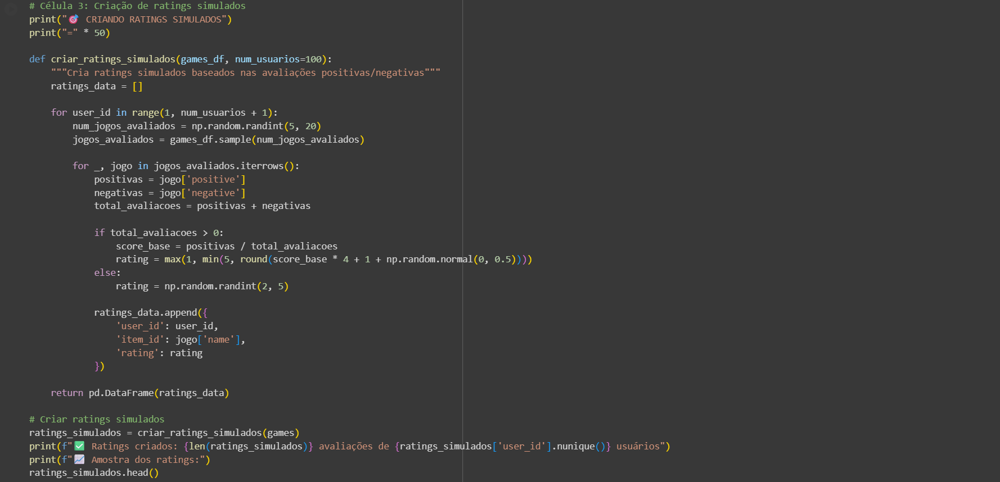 # Célula 3: Criação de ratings simulados
print("🎯 CRIANDO RATINGS SIMULADOS")
print("=" * 50)
def criar_ratings_simulados(games_df, num_usuarios=100):
"""Cria ratings simulados baseados nas avaliações positivas/negativas"""
ratings_data = []
for user_id in range(1, num_usuarios + 1):
num_jogos_avaliados = np.random.randint(5, 20)
jogos_avaliados = games_df.sample(num_jogos_avaliados)
for _, jogo in jogos_avaliados.iterrows():
positivas = jogo['positive']
negativas = jogo['negative']
total_avaliacoes = positivas + negativas
if total_avaliacoes > 0:
score_base = positivas / total_avaliacoes
rating = max(1, min(5, round(score_base * 4 + 1 + np.random.normal(0, 0.5))))
else:
rating = np.random.randint(2, 5)
ratings_data.append({
'user_id': user_id,
'item_id': jogo['name'],
'rating': rating
})
return pd.DataFrame(ratings_data)
# Criar ratings simulados
ratings_simulados = criar_ratings_simulados(games)
print(f"✅ Ratings criados: {len(ratings_simulados)} avaliações de {ratings_simulados['user_id'].nunique()} usuários")
print(f"📈 Amostra dos ratings:")
ratings_simulados.head()